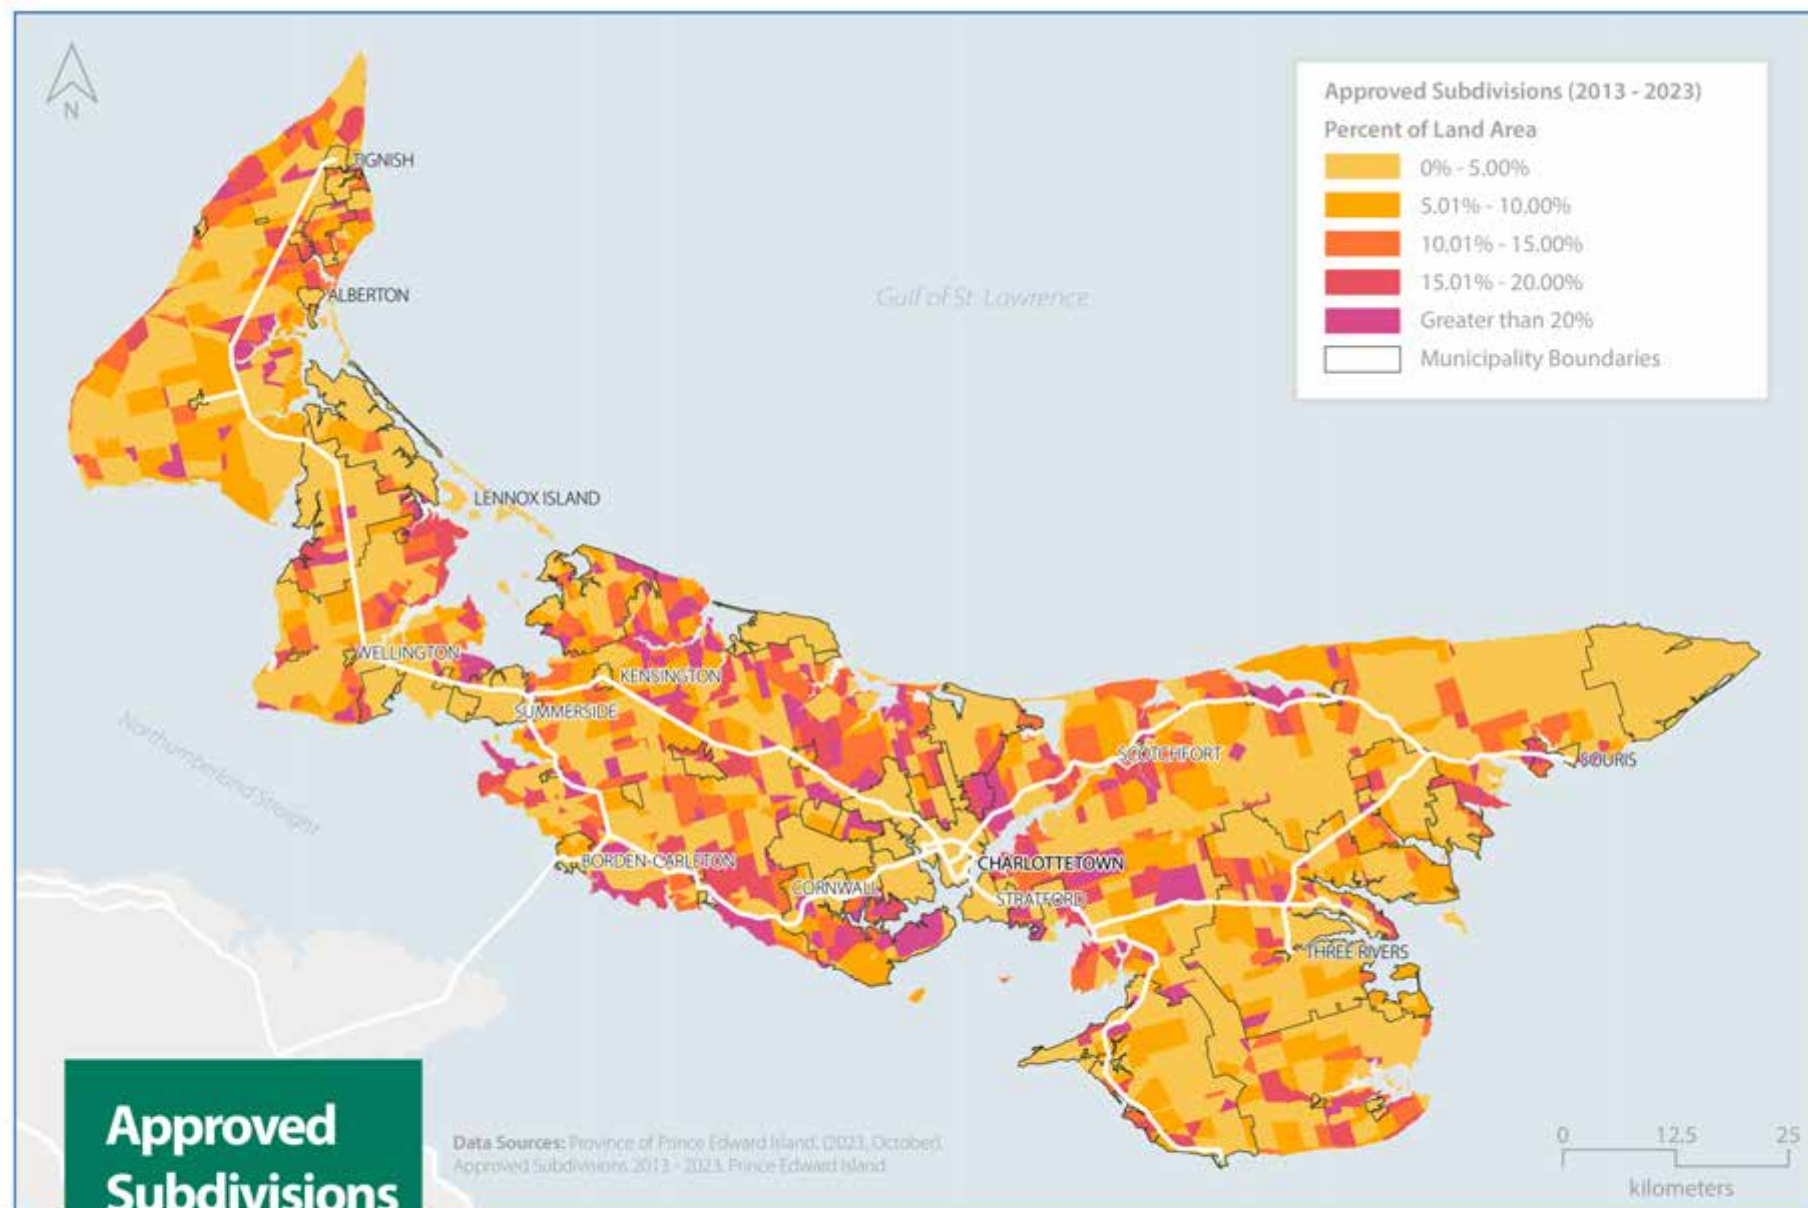 N
Approved Subdivisions (2013 - 2023)
Percent of Land Area
0% - 5.00%
5.01% - 10.00%
10.01% - 15.00%
15.01% - 20.00%
Greater than 20%
Municipality Boundaries
TIGNISH
ALBERTON
Gulf of St. Lawrence
LENNOX ISLAND
WELLINGTON
KENSINGTON
SUMMERSIDE
Northumberland Straight
SCOTCHFORT
SOURIS
BORDEN-CARLETON
CHARLOTTETOWN
CORNWALL
STRATFORD
THREE RIVERS
Approved
Subdivisions
Data Sources: Province of Prince Edward Island. (2023, October).
Approved Subdivisions 2013 - 2023. Prince Edward Island
0 12.5 25
kilometers